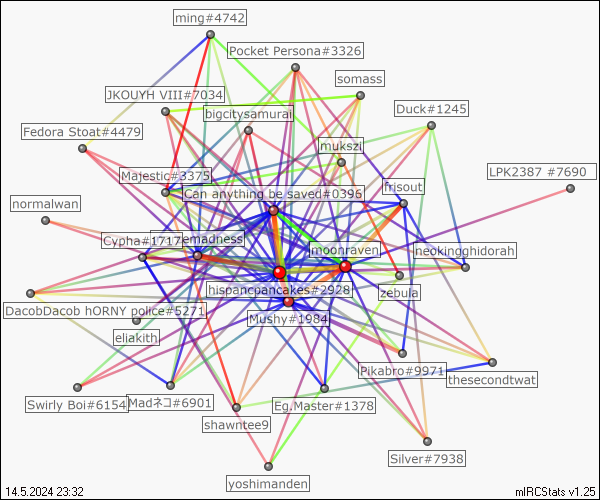 ming#4742
Pocket Persona#3326
somass
JKOUYH VIII#7034
bigcitysamurai
Duck#1245
Fedora Stoat#4479
mukszi
LPK2387 #7690
Majestic#3375
Can anything be saved#0396
frisout
normalwan
Cypha#1717
emadness
moonraven
neokingghidorah
hispancpancakes#2928
zebula
DacobDacob hORNY police#5271
Mushy#1984
eliakith
Pikabro#9971
thesecondtwat
Swirly Boi#6154
Madネコ#6901
Eg.Master#1378
shawntee9
Silver#7938
yoshimanden
14.5.2024 23:32
mIRCStats v1.25